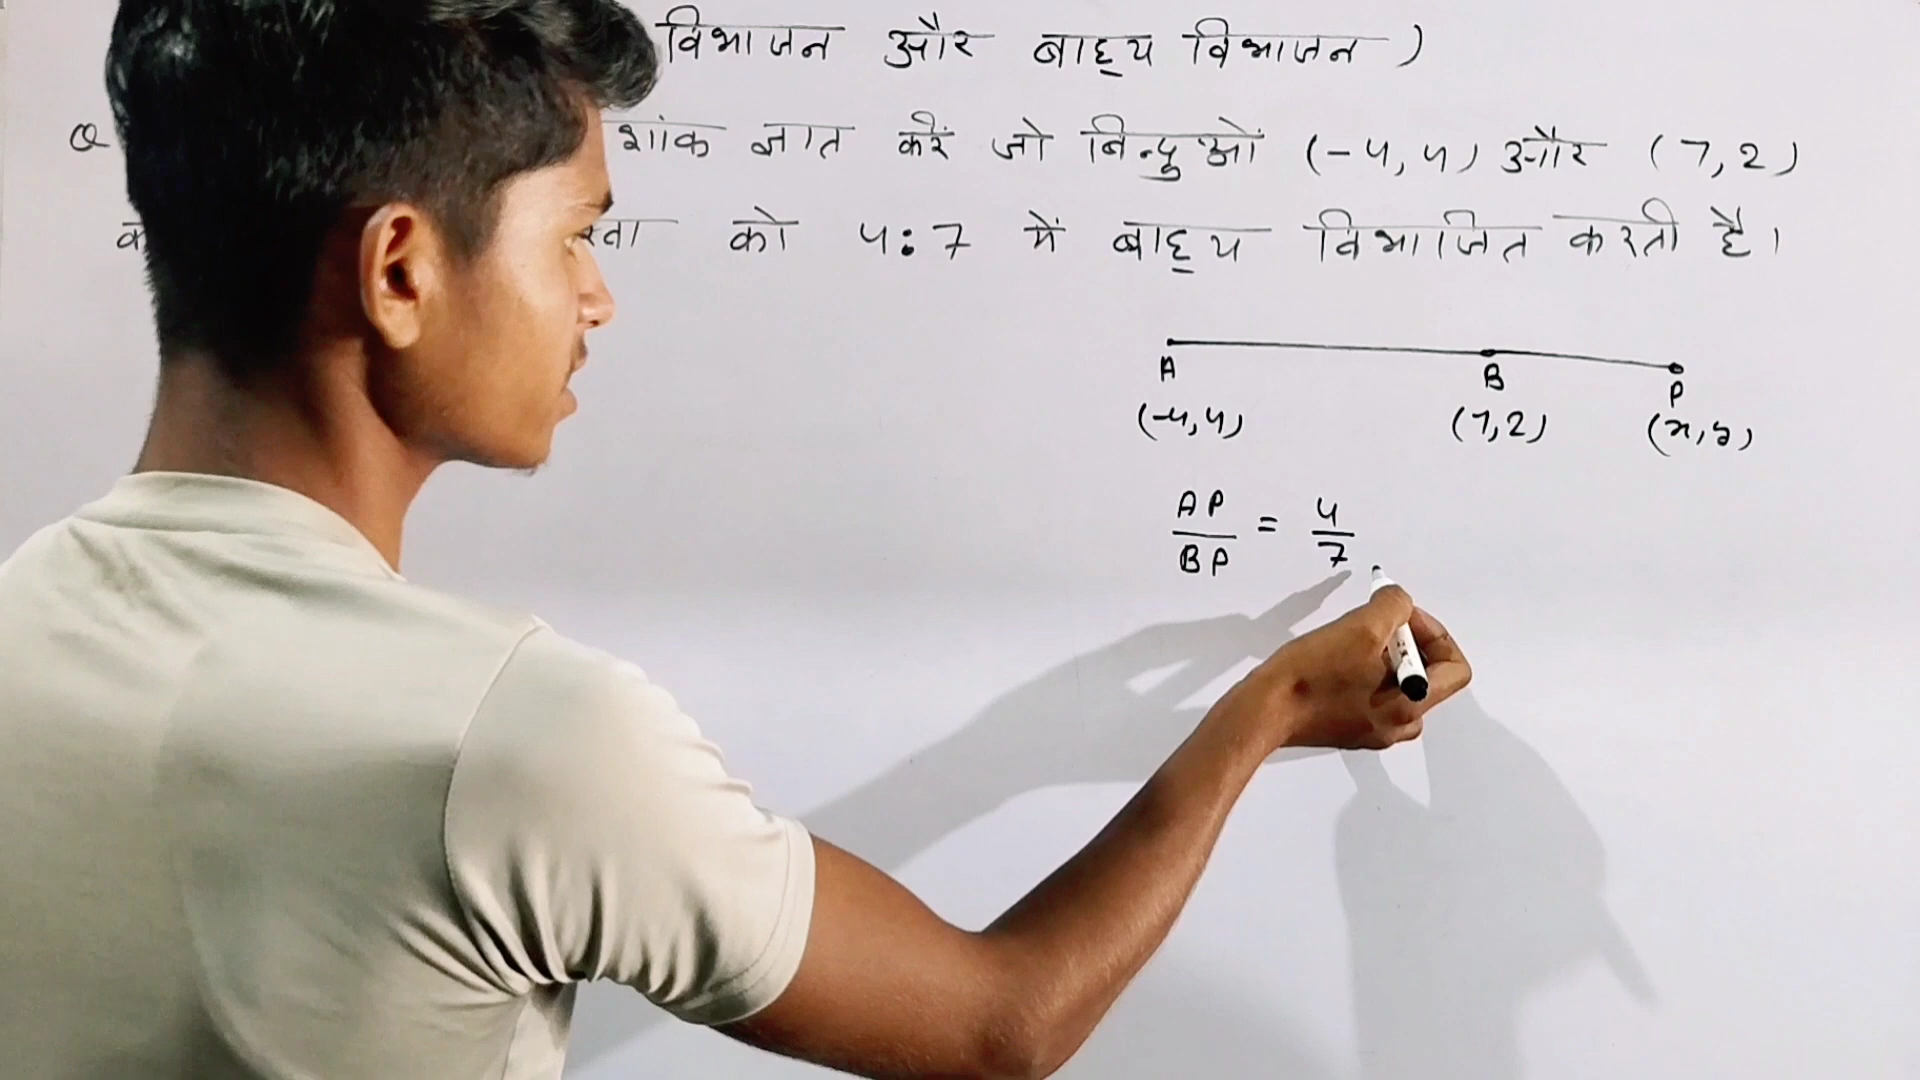 विभाजन और बाह्य विभाजन )
Q शांक ज्ञात करें जो बिन्दुओं (-4,4) और (7,2)
को 4:7 में बाह्य विभाजित करती है।
A B P
(-4,4) (7,2) (x,y)
AP/BP = 4/7